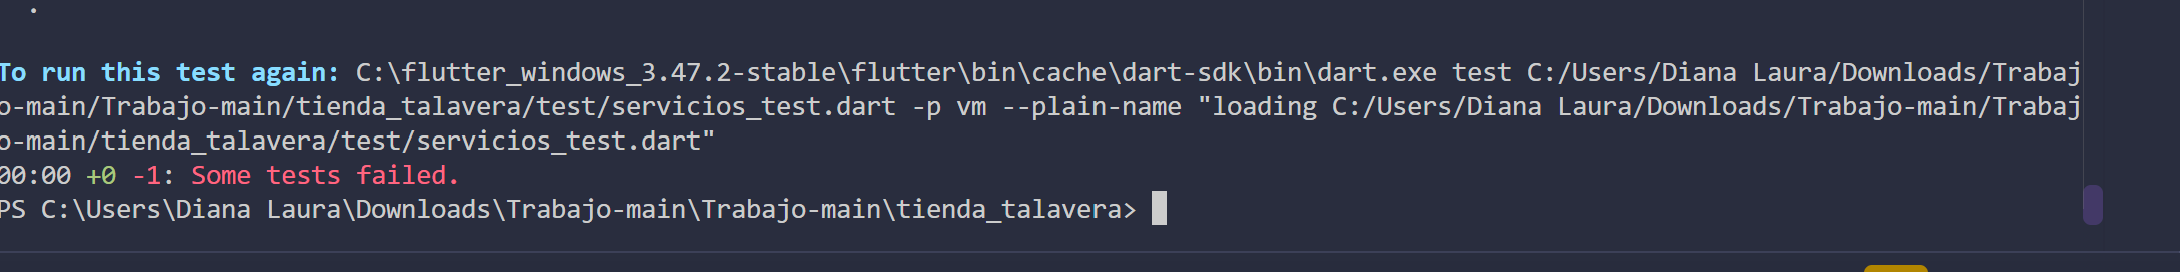 .
To run this test again: C:\flutter_windows_3.47.2-stable\flutter\bin\cache\dart-sdk\bin\dart.exe test C:/Users/Diana Laura/Downloads/Trabaj
o-main/Trabajo-main/tienda_talavera/test/servicios_test.dart -p vm --plain-name "loading C:/Users/Diana Laura/Downloads/Trabajo-main/Trabaj
o-main/tienda_talavera/test/servicios_test.dart"
00:00 +0 -1: Some tests failed.
PS C:\Users\Diana Laura\Downloads\Trabajo-main\Trabajo-main\tienda_talavera>